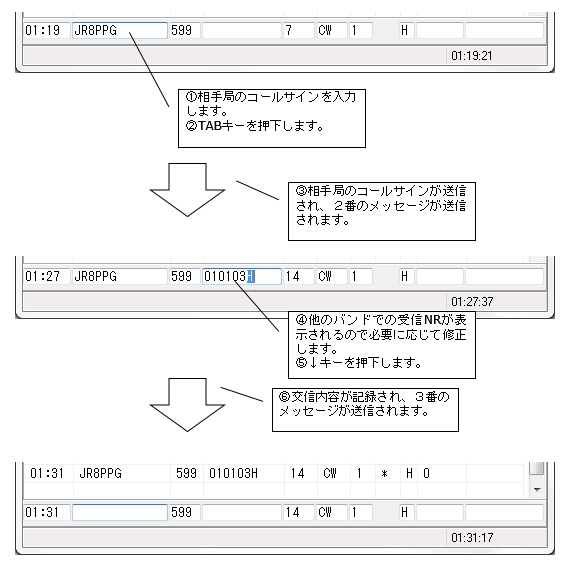 01:19 JR8PPG 599 7 CW 1 H
01:19:21
①相手局のコールサインを入力
します。
②TABキーを押下します。
③相手局のコールサインが送信
され、２番のメッセージが送信
されます。
01:27 JR8PPG 599 010103H 14 CW 1 H
01:27:37
④他のバンドでの受信NRが表
示されるので必要に応じて修正
します。
⑤↓キーを押下します。
⑥交信内容が記録され、３番の
メッセージが送信されます。
01:31 JR8PPG 599 010103H 14 CW 1 * H 0
01:31 599 14 CW 1 H
01:31:17